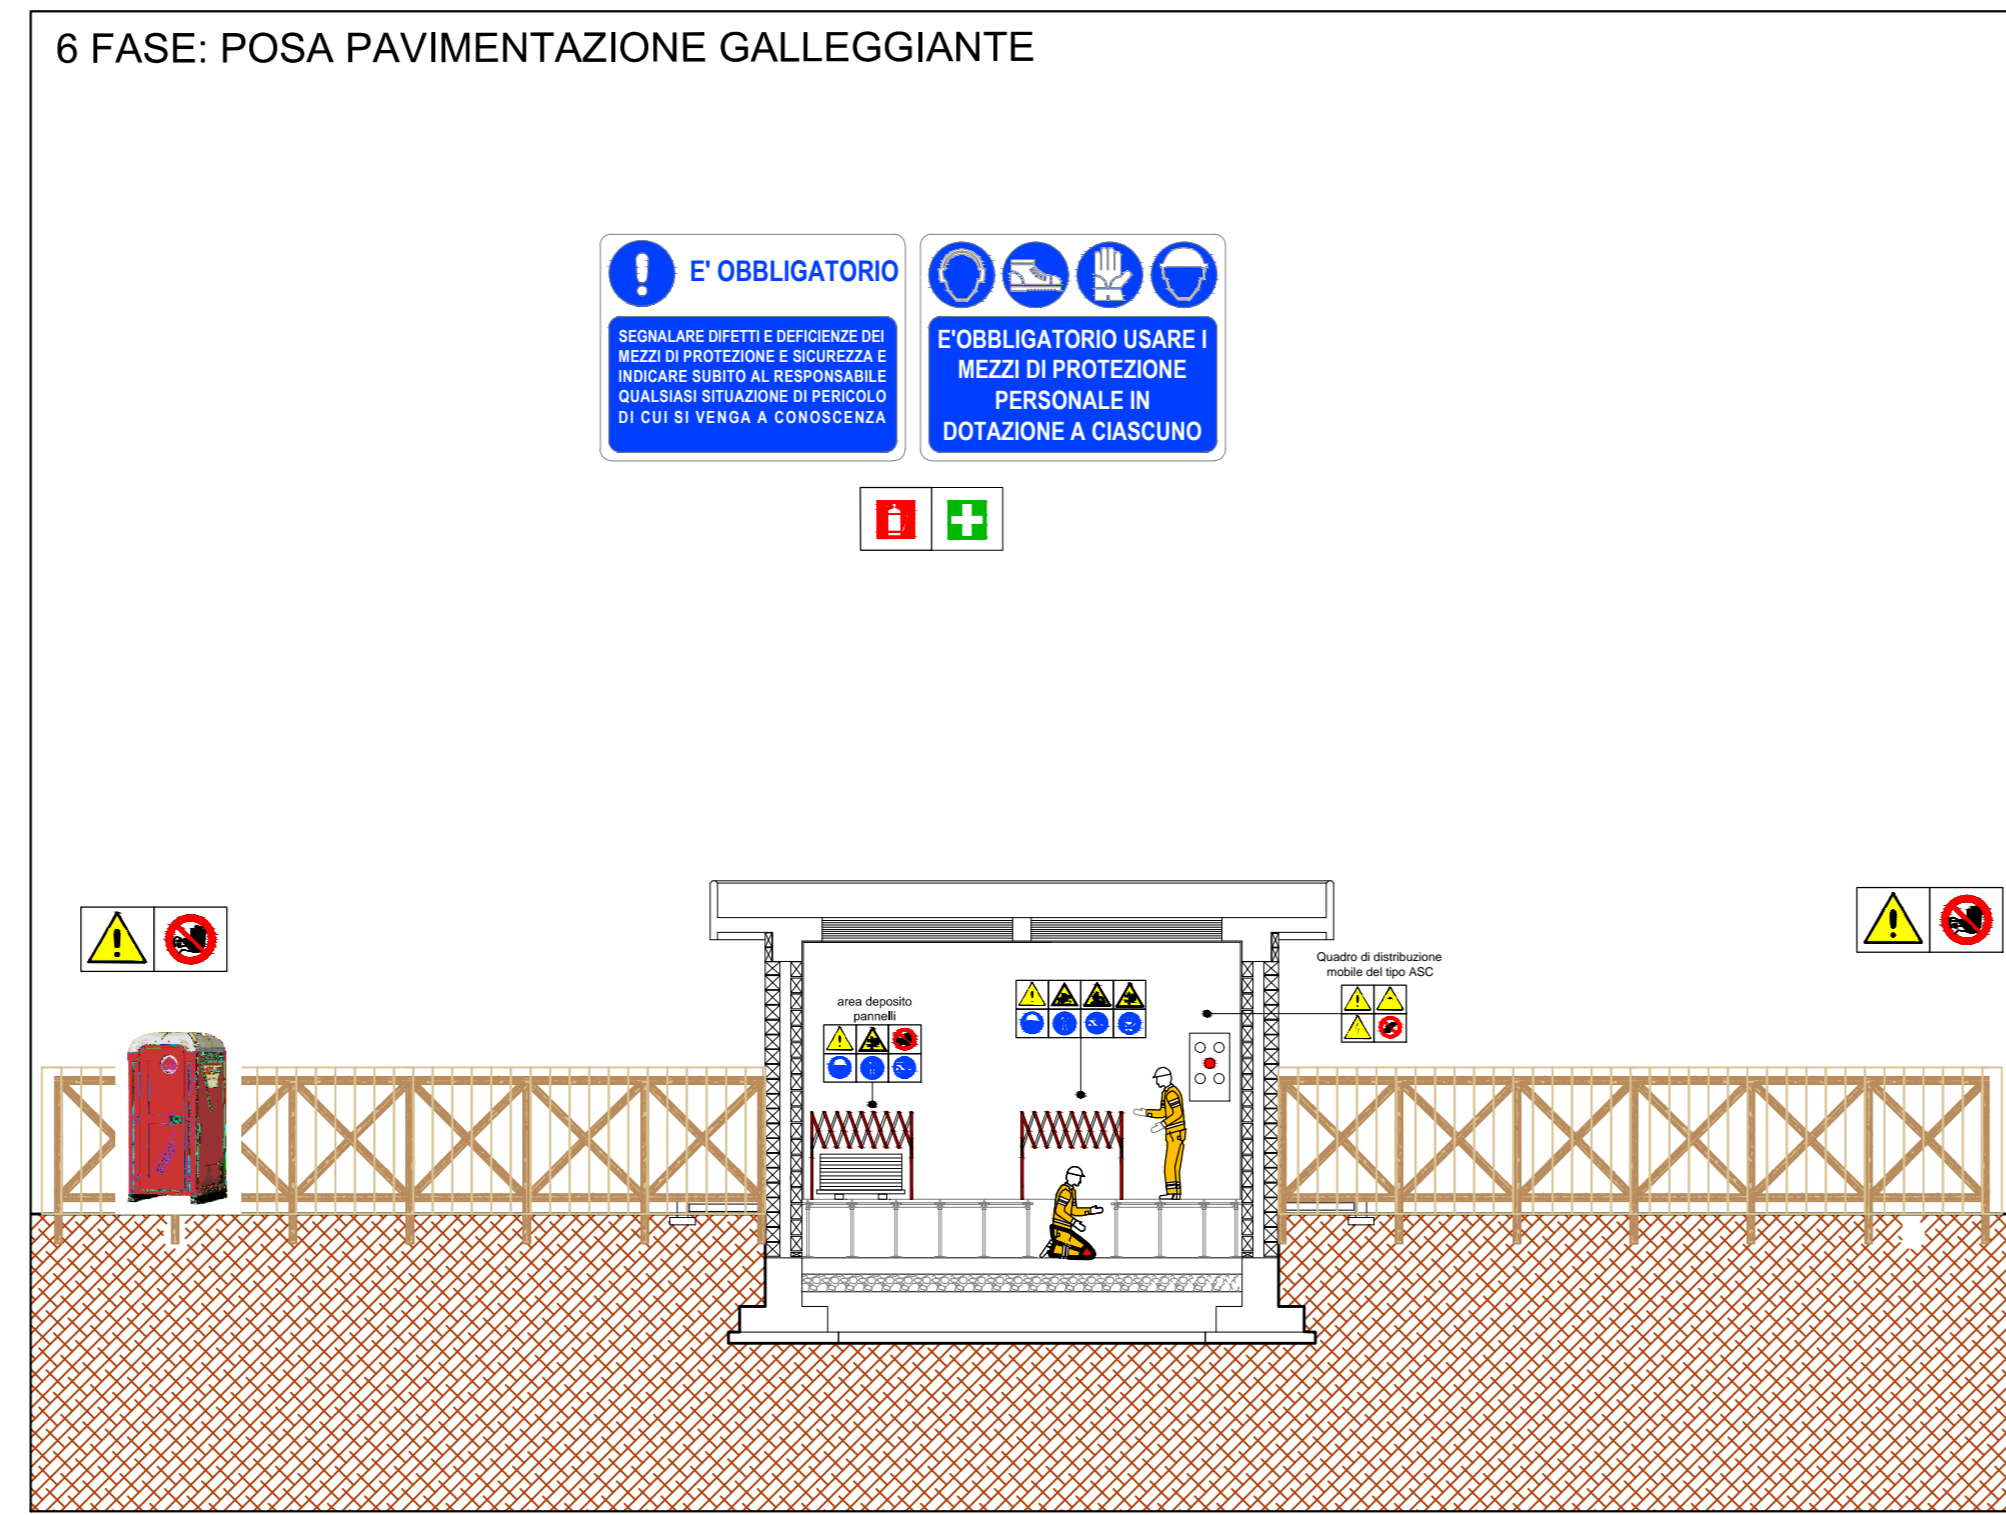 6 FASE: POSA PAVIMENTAZIONE GALLEGGIANTE
E' OBBLIGATORIO
SEGNALARE DIFETTI E DEFICIENZE DEI
MEZZI DI PROTEZIONE E SICUREZZA E
INDICARE SUBITO AL RESPONSABILE
QUALSIASI SITUAZIONE DI PERICOLO
DI CUI SI VENGA A CONOSCENZA
E'OBBLIGATORIO USARE I
MEZZI DI PROTEZIONE
PERSONALE IN
DOTAZIONE A CIASCUNO
Quadro di distribuzione
mobile del tipo ASC
area deposito
pannelli